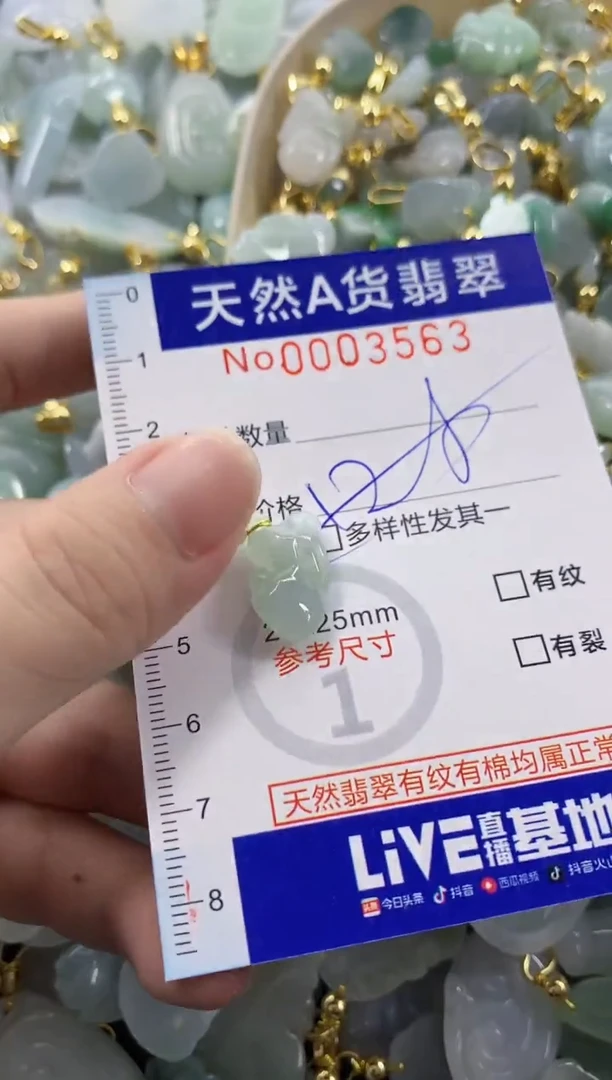 天然A货翡翠
No0003563
0
1
数量
2
价格
多样性发其一
有纹
25mm
参考尺寸
有裂
5
1
6
天然翡翠有纹有棉均属正常
7
LiVE直播基地
8
头条 今日头条 抖音 西瓜视频 抖音火山